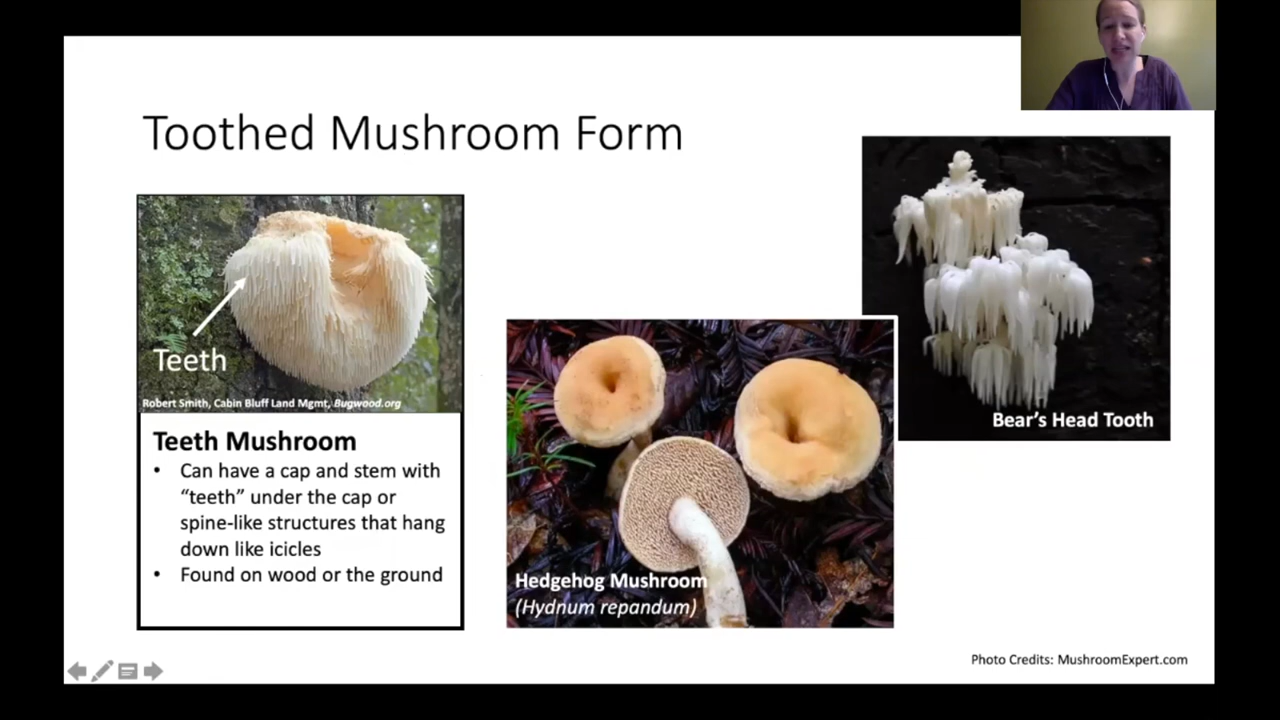 Toothed Mushroom Form
Teeth
Robert Smith, Cabin Bluff Land Mgmt, Bugwood.org
Teeth Mushroom
• Can have a cap and stem with
“teeth” under the cap or
spine-like structures that hang
down like icicles
• Found on wood or the ground
Hedgehog Mushroom
(Hydnum repandum)
Bear’s Head Tooth
Photo Credits: MushroomExpert.com